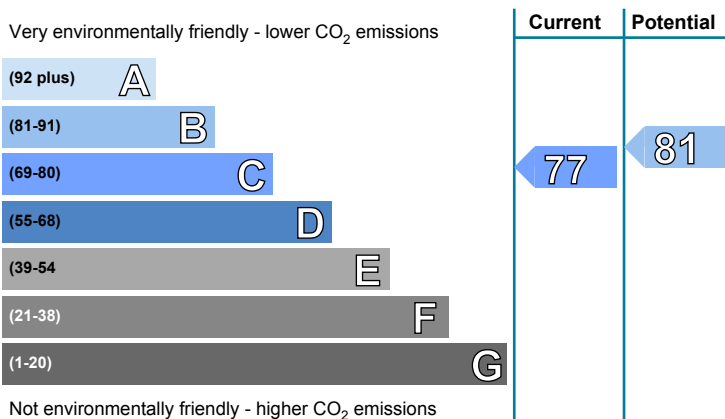 Very environmentally friendly - lower CO2 emissions
Current
Potential
(92 plus) A
(81-91) B
(69-80) C
(55-68) D
(39-54 E
(21-38) F
(1-20) G
77
81
Not environmentally friendly - higher CO2 emissions